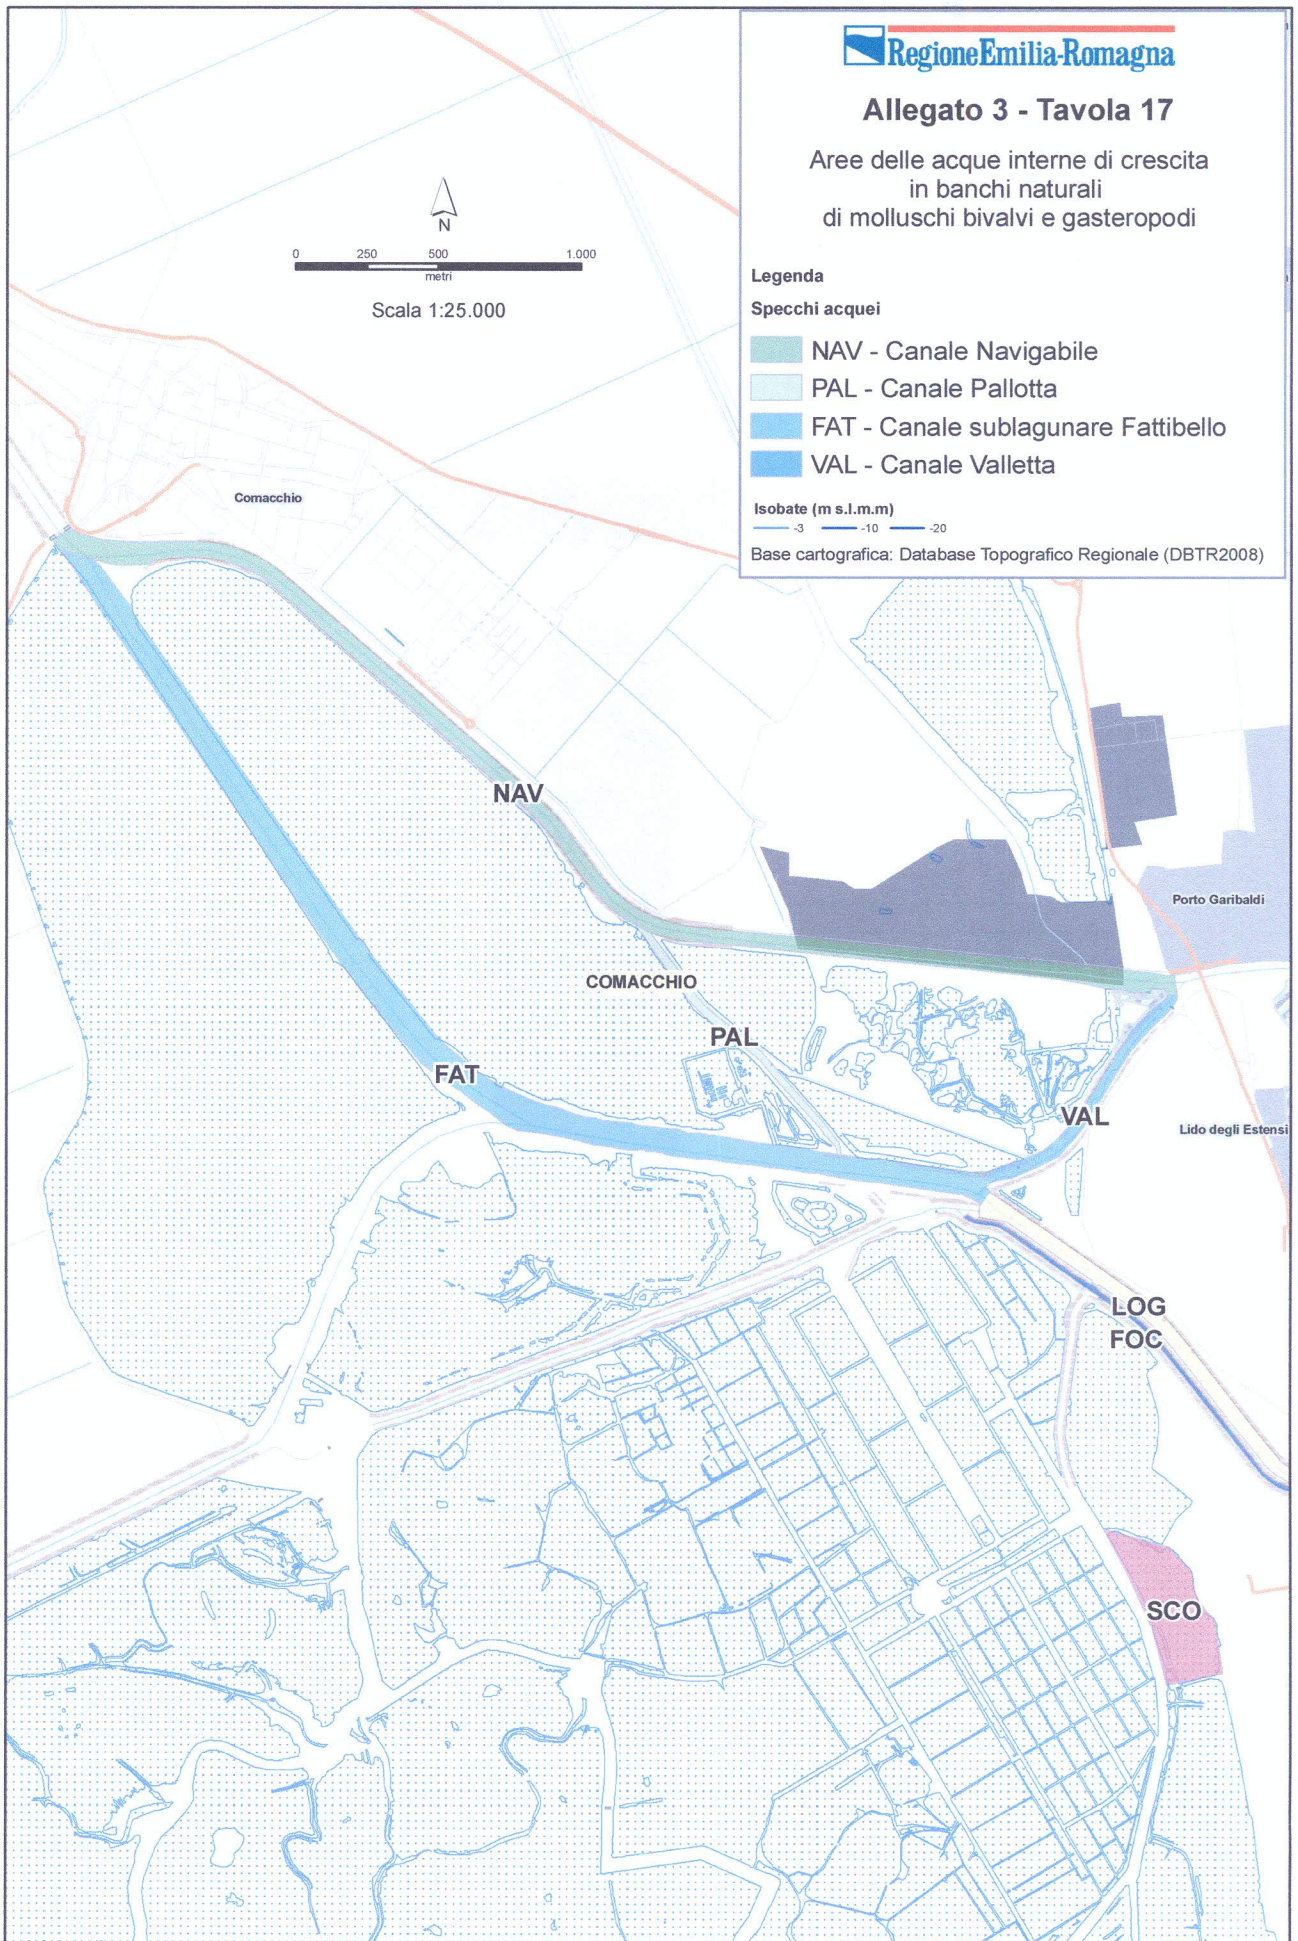 RegioneEmilia-Romagna
Allegato 3 - Tavola 17
Aree delle acque interne di crescita
in banchi naturali
di molluschi bivalvi e gasteropodi
Legenda
Specchi acquei
NAV - Canale Navigabile
PAL - Canale Pallotta
FAT - Canale sublagunare Fattibello
VAL - Canale Valletta
Isobate (m s.l.m.m)
-3 -10 -20
Base cartografica: Database Topografico Regionale (DBTR2008)
N
0 250 500 1.000
metri
Scala 1:25.000
Comacchio
NAV
Porto Garibaldi
COMACCHIO
PAL
FAT
VAL
Lido degli Estensi
LOG
FOC
SCO